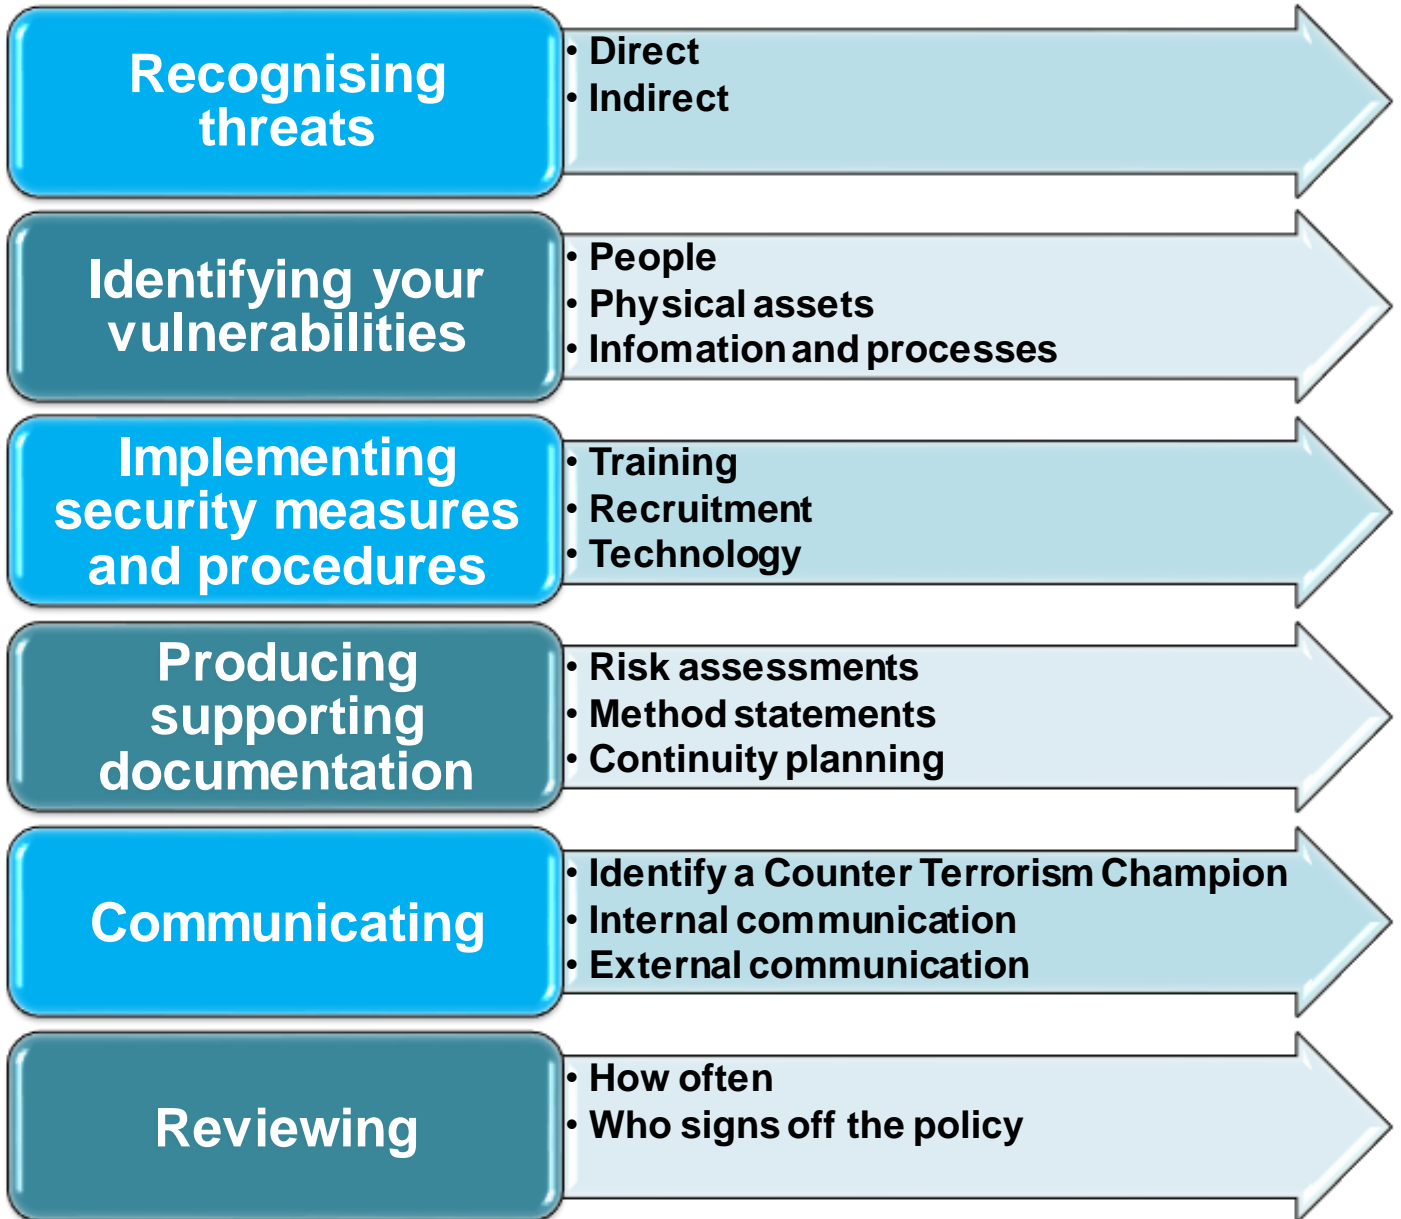 Recognising
threats
• Direct
• Indirect
Identifying your
vulnerabilities
• People
• Physical assets
• Infomation and processes
Implementing
security measures
and procedures
• Training
• Recruitment
• Technology
Producing
supporting
documentation
• Risk assessments
• Method statements
• Continuity planning
Communicating
• Identify a Counter Terrorism Champion
• Internal communication
• External communication
Reviewing
• How often
• Who signs off the policy